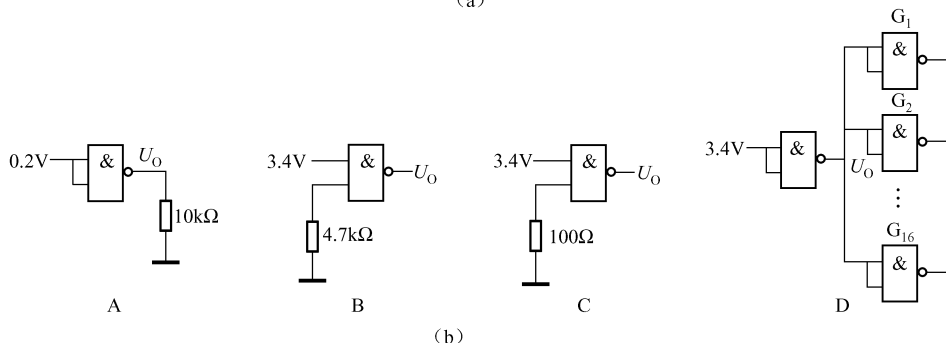 (a)
G1
&
G2
0.2V & UO 3.4V & UO 3.4V & UO 3.4V & UO &
10kΩ 4.7kΩ 100Ω
⋮
G16
&
A B C D
(b)